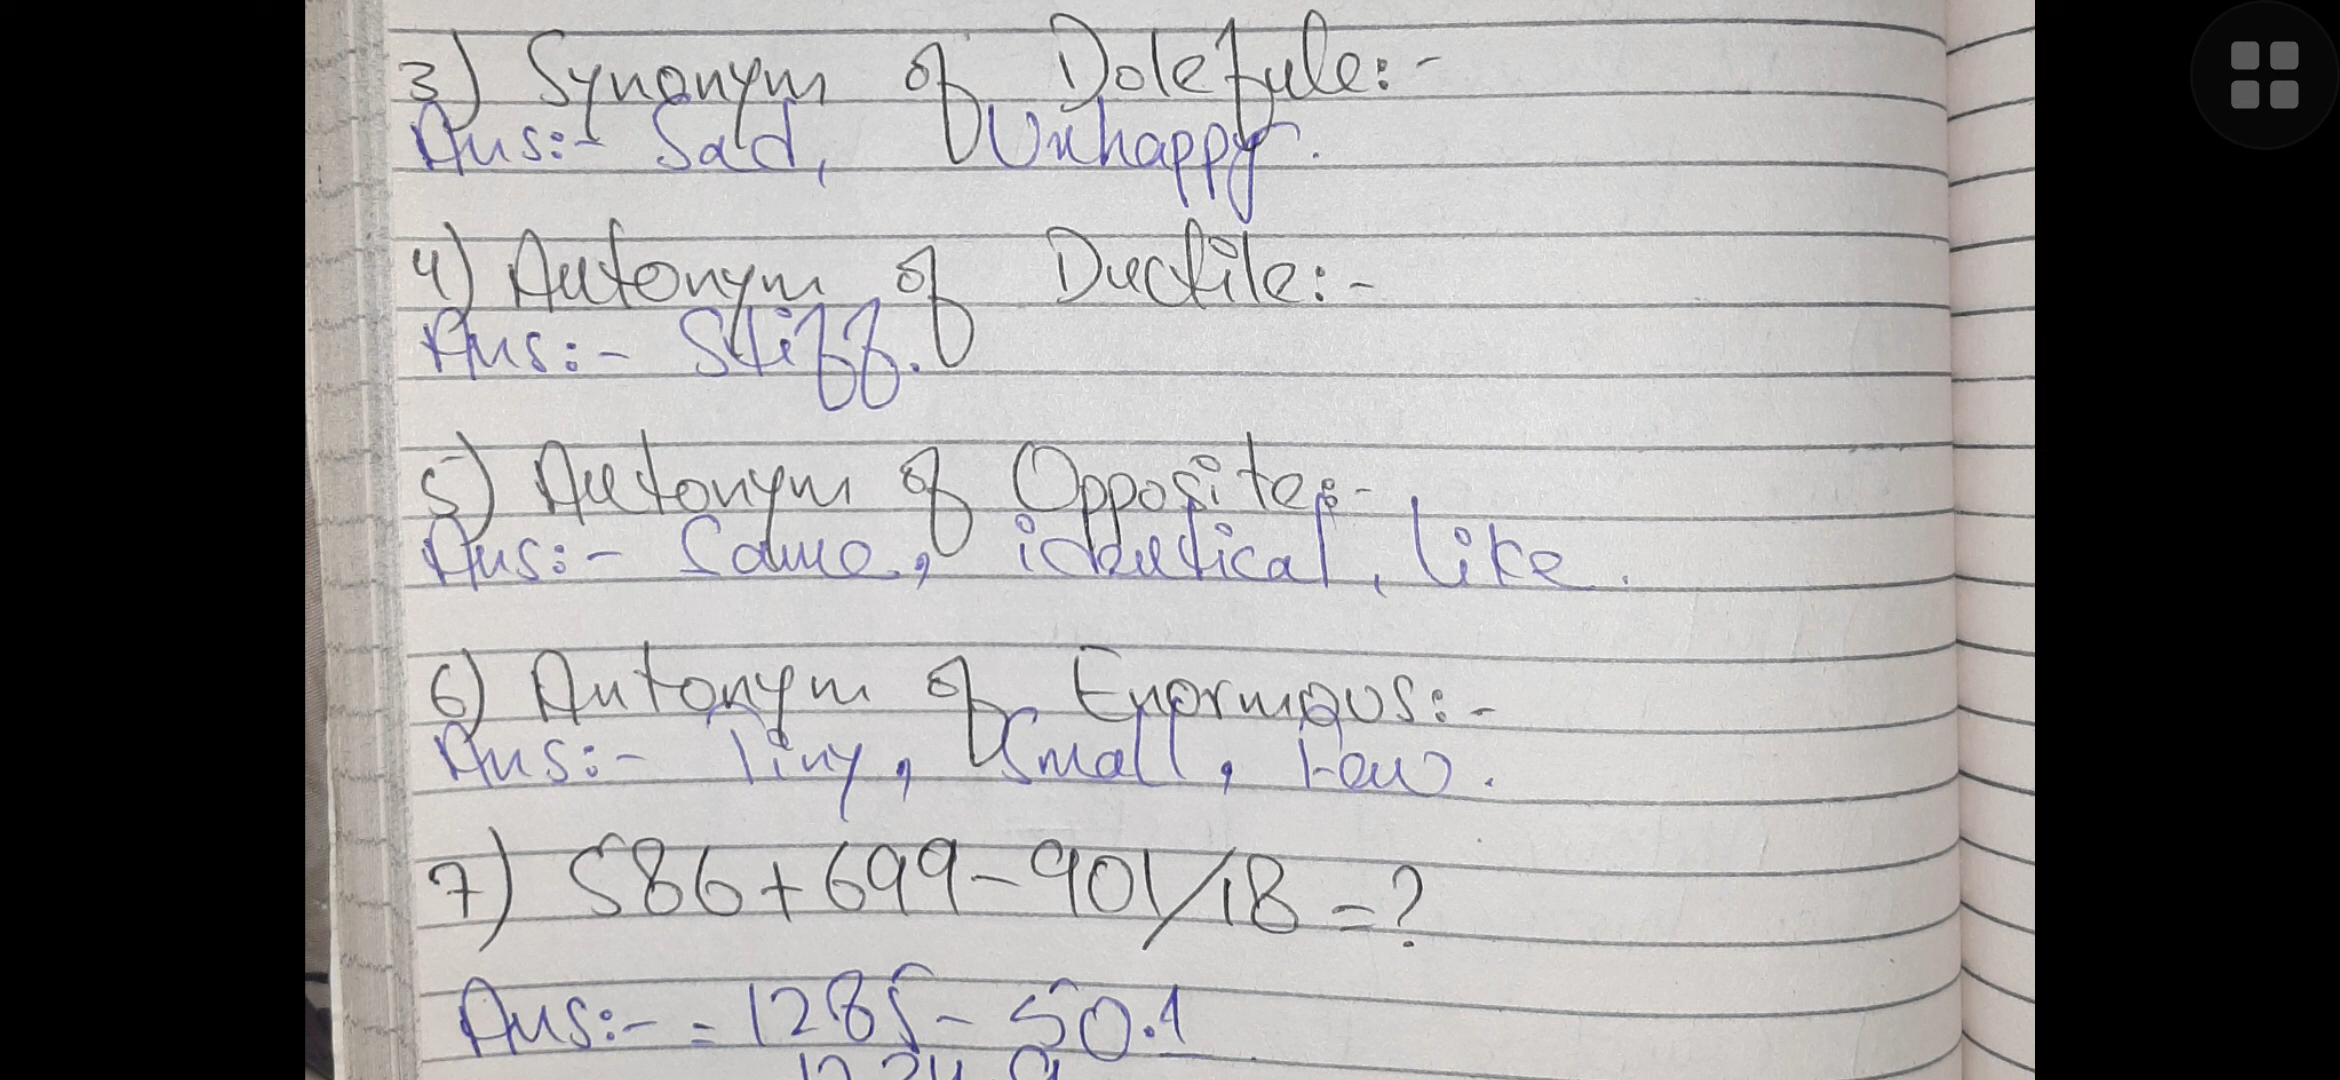 3) Synonym of Dolefule:-
Ans:- Sad, Unhappy.
4) Antonym of Ductile:-
Ans:- Stiff.
5) Antonym of Opposite:-
Ans:- Same, identical, like.
6) Antonym of Enormous:-
Ans:- Tiny, Small, Few.
7) 586+699-901/18=?
Ans:- = 1285 - 50.1